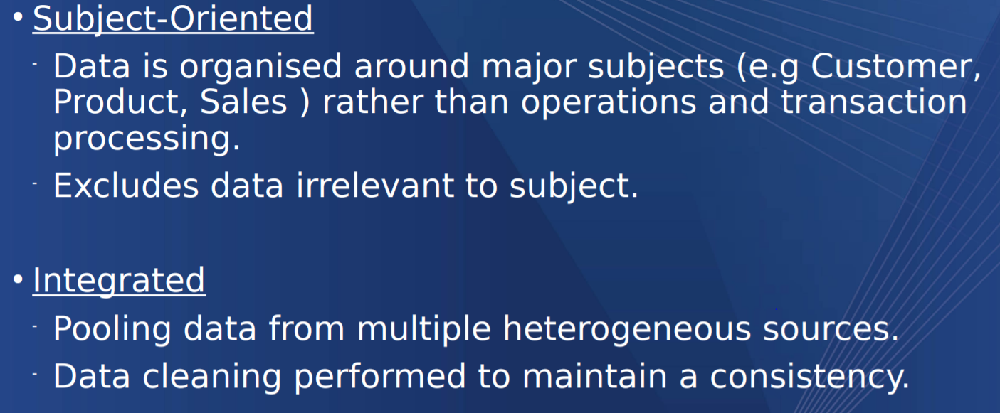 • Subject-Oriented
- Data is organised around major subjects (e.g Customer,
Product, Sales ) rather than operations and transaction
processing.
- Excludes data irrelevant to subject.
• Integrated
- Pooling data from multiple heterogeneous sources.
- Data cleaning performed to maintain a consistency.